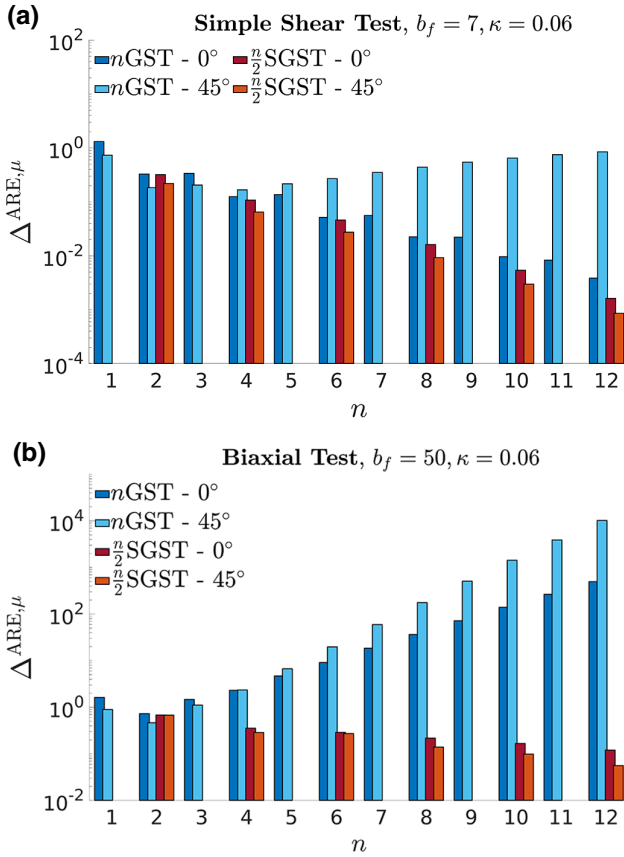 (a)
Simple Shear Test, b_f = 7, κ = 0.06
nGST - 0° n/2SGST - 0°
nGST - 45° n/2SGST - 45°
10^2
10^0
10^-2
10^-4
Δ^ARE,μ
1 2 3 4 5 6 7 8 9 10 11 12
n
(b)
Biaxial Test, b_f = 50, κ = 0.06
nGST - 0°
nGST - 45°
n/2SGST - 0°
n/2SGST - 45°
10^4
10^2
10^0
10^-2
Δ^ARE,μ
1 2 3 4 5 6 7 8 9 10 11 12
n